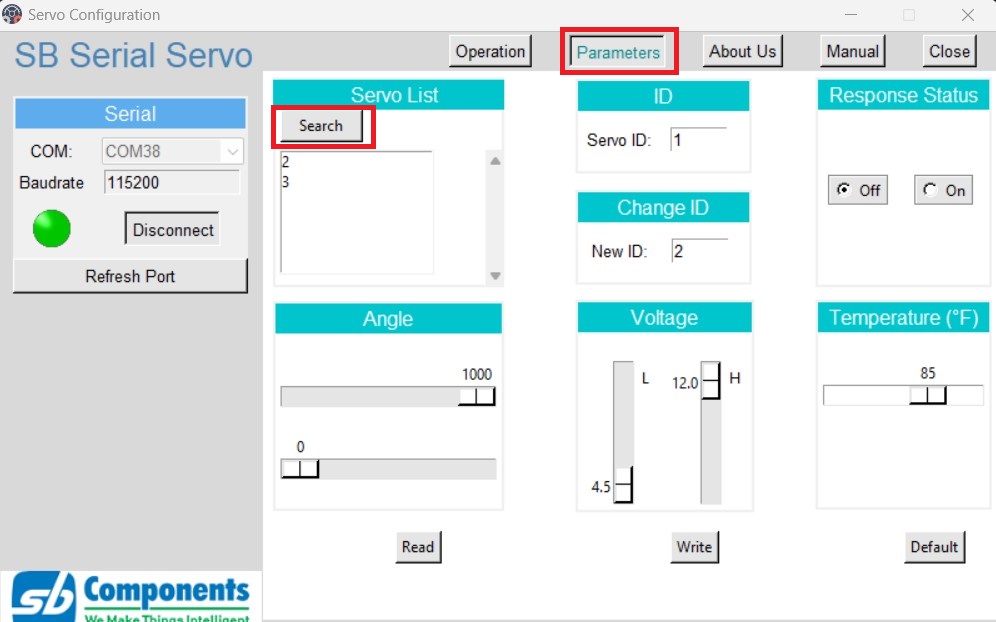 Servo Configuration
SB Serial Servo
Operation
Parameters
About Us
Manual
Close
Serial
COM:
COM38
Baudrate
115200
Disconnect
Refresh Port
Servo List
Search
2
3
ID
Servo ID:
1
Change ID
New ID:
2
Response Status
Off
On
Angle
1000
0
Voltage
L
12.0
H
4.5
Temperature (°F)
85
Read
Write
Default
sb Components
We Make Things Intelligent